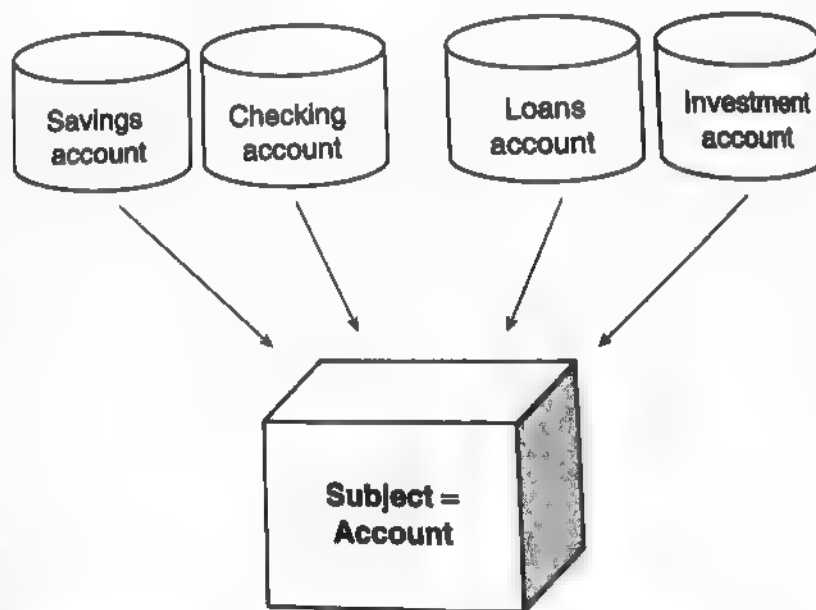 Savings
account
Checking
account
Loans
account
Investment
account
Subject =
Account